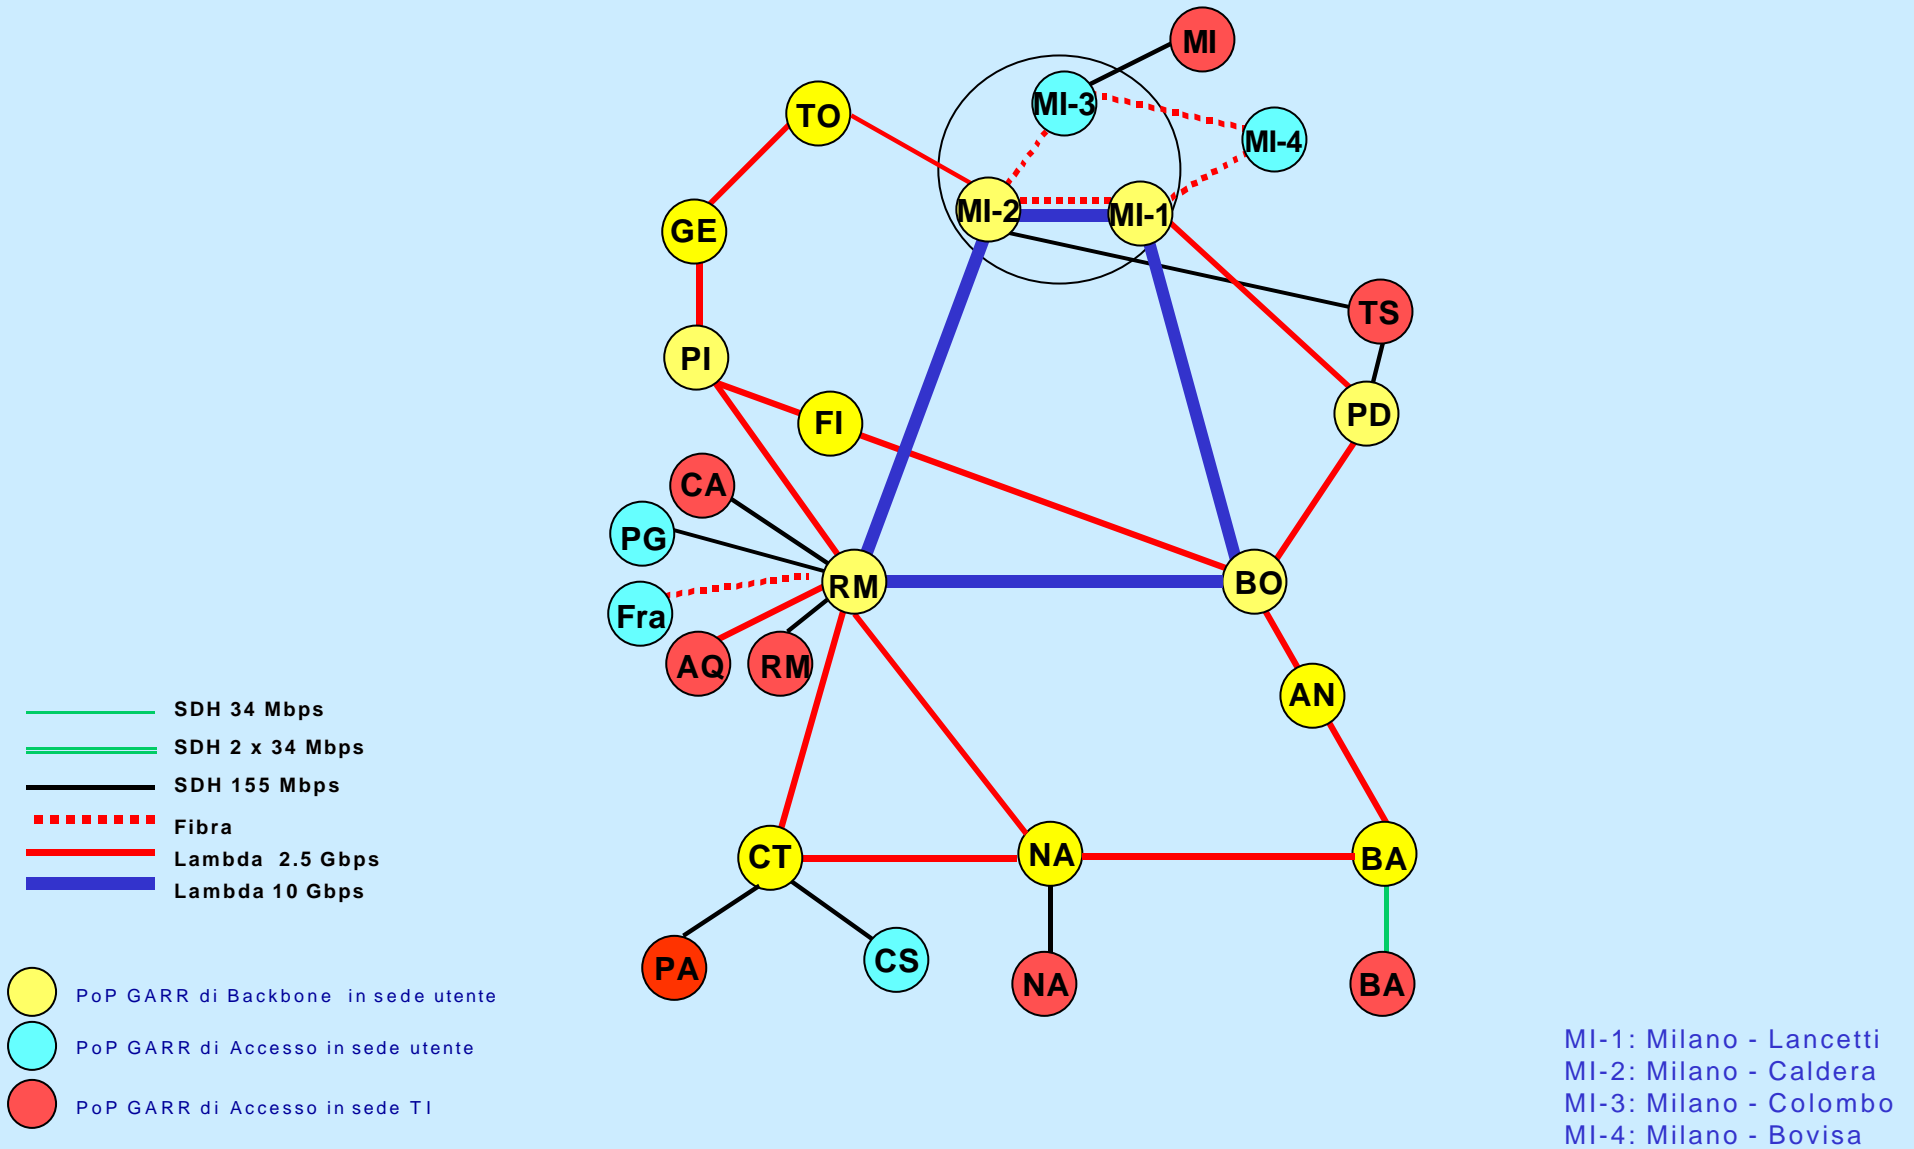 MI
MI-3
TO
MI-4
MI-2
MI-1
GE
TS
PI
PD
FI
CA
PG
RM
BO
Fra
AQ
RM
AN
SDH 34 Mbps
SDH 2 x 34 Mbps
SDH 155 Mbps
Fibra
Lambda 2.5 Gbps
Lambda 10 Gbps
CT
NA
BA
PA
CS
NA
BA
PoP GARR di Backbone in sede utente
PoP GARR di Accesso in sede utente
PoP GARR di Accesso in sede TI
MI-1: Milano - Lancetti
MI-2: Milano - Caldera
MI-3: Milano - Colombo
MI-4: Milano - Bovisa